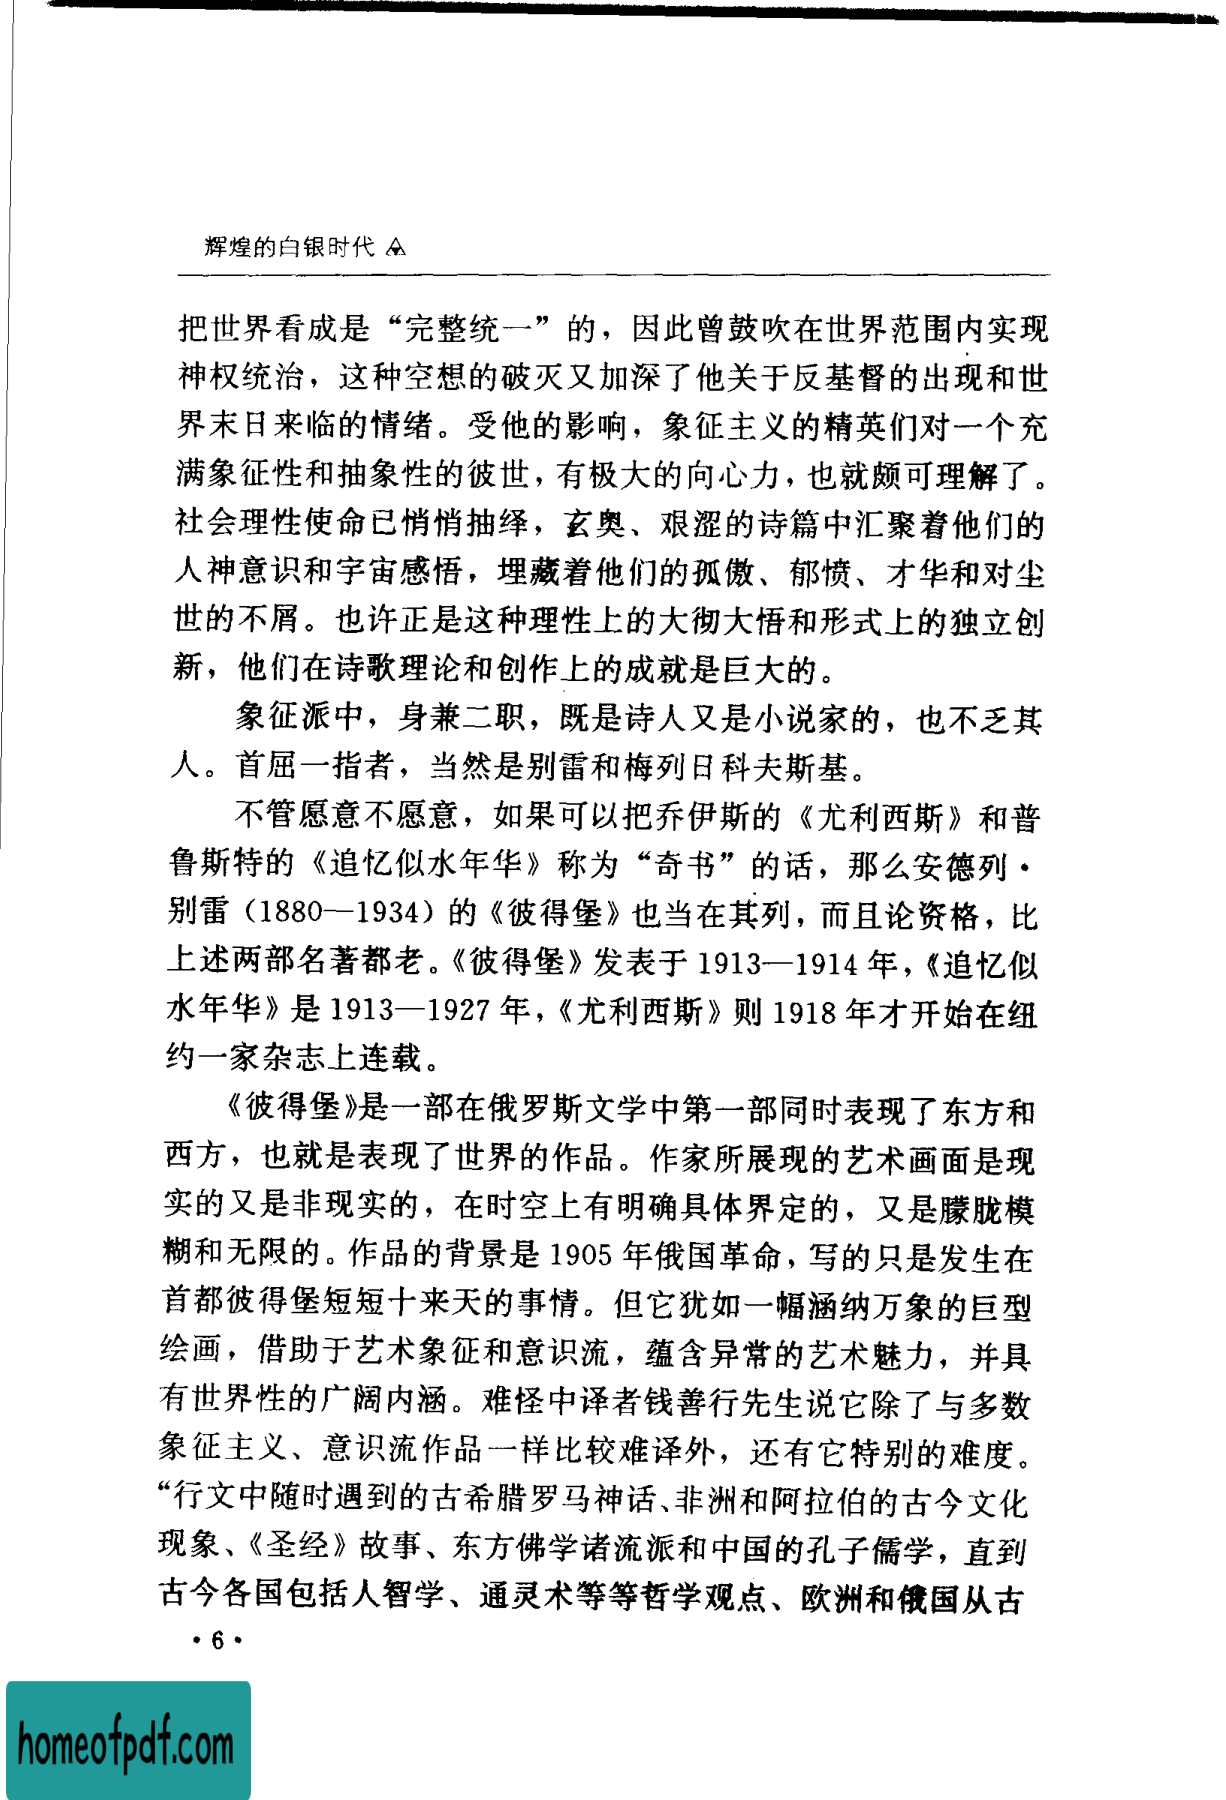 辉煌的白银时代
把世界看成是“完整统一”的，因此曾鼓吹在世界范围内实现
神权统治，这种空想的破灭又加深了他关于反基督的出现和世
界末日来临的情绪。受他的影响，象征主义的精英们对一个充
满象征性和抽象性的彼世，有极大的向心力，也就颇可理解了。
社会理性使命已悄悄抽绎，玄奥、艰涩的诗篇中汇聚着他们的
人神意识和宇宙感悟，埋藏着他们的孤傲、郁愤、才华和对尘
世的不屑。也许正是这种理性上的大彻大悟和形式上的独立创
新，他们在诗歌理论和创作上的成就是巨大的。
象征派中，身兼二职，既是诗人又是小说家的，也不乏其
人。首屈一指者，当然是别雷和梅列日科夫斯基。
不管愿意不愿意，如果可以把乔伊斯的《尤利西斯》和普
鲁斯特的《追忆似水年华》称为“奇书”的话，那么安德列·
别雷（1880—1934）的《彼得堡》也当在其列，而且论资格，比
上述两部名著都老。《彼得堡》发表于 1913—1914 年，《追忆似
水年华》是 1913—1927 年，《尤利西斯》则 1918 年才开始在纽
约一家杂志上连载。
《彼得堡》是一部在俄罗斯文学中第一部同时表现了东方和
西方，也就是表现了世界的作品。作家所展现的艺术画面是现
实的又是非现实的，在时空上有明确具体界定的，又是朦胧模
糊和无限的。作品的背景是 1905 年俄国革命，写的只是发生在
首都彼得堡短短十来天的事情。但它犹如一幅涵纳万象的巨型
绘画，借助于艺术象征和意识流，蕴含异常的艺术魅力，并具
有世界性的广阔内涵。难怪中译者钱善行先生说它除了与多数
象征主义、意识流作品一样比较难译外，还有它特别的难度。
“行文中随时遇到的古希腊罗马神话、非洲和阿拉伯的古今文化
现象、《圣经》故事、东方佛学诸流派和中国的孔子儒学，直到
古今各国包括人智学、通灵术等等哲学观点、欧洲和俄国从古
·6·
homeofpdf.com